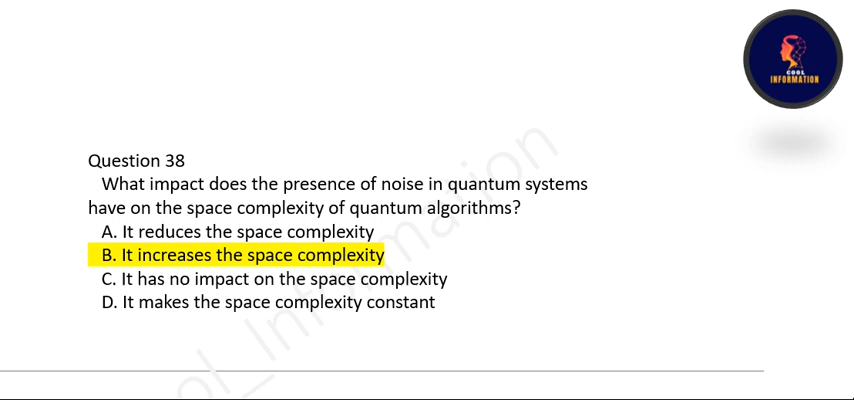 COOL
INFORMATION
Question 38
What impact does the presence of noise in quantum systems
have on the space complexity of quantum algorithms?
A. It reduces the space complexity
B. It increases the space complexity
C. It has no impact on the space complexity
D. It makes the space complexity constant
ol_Information